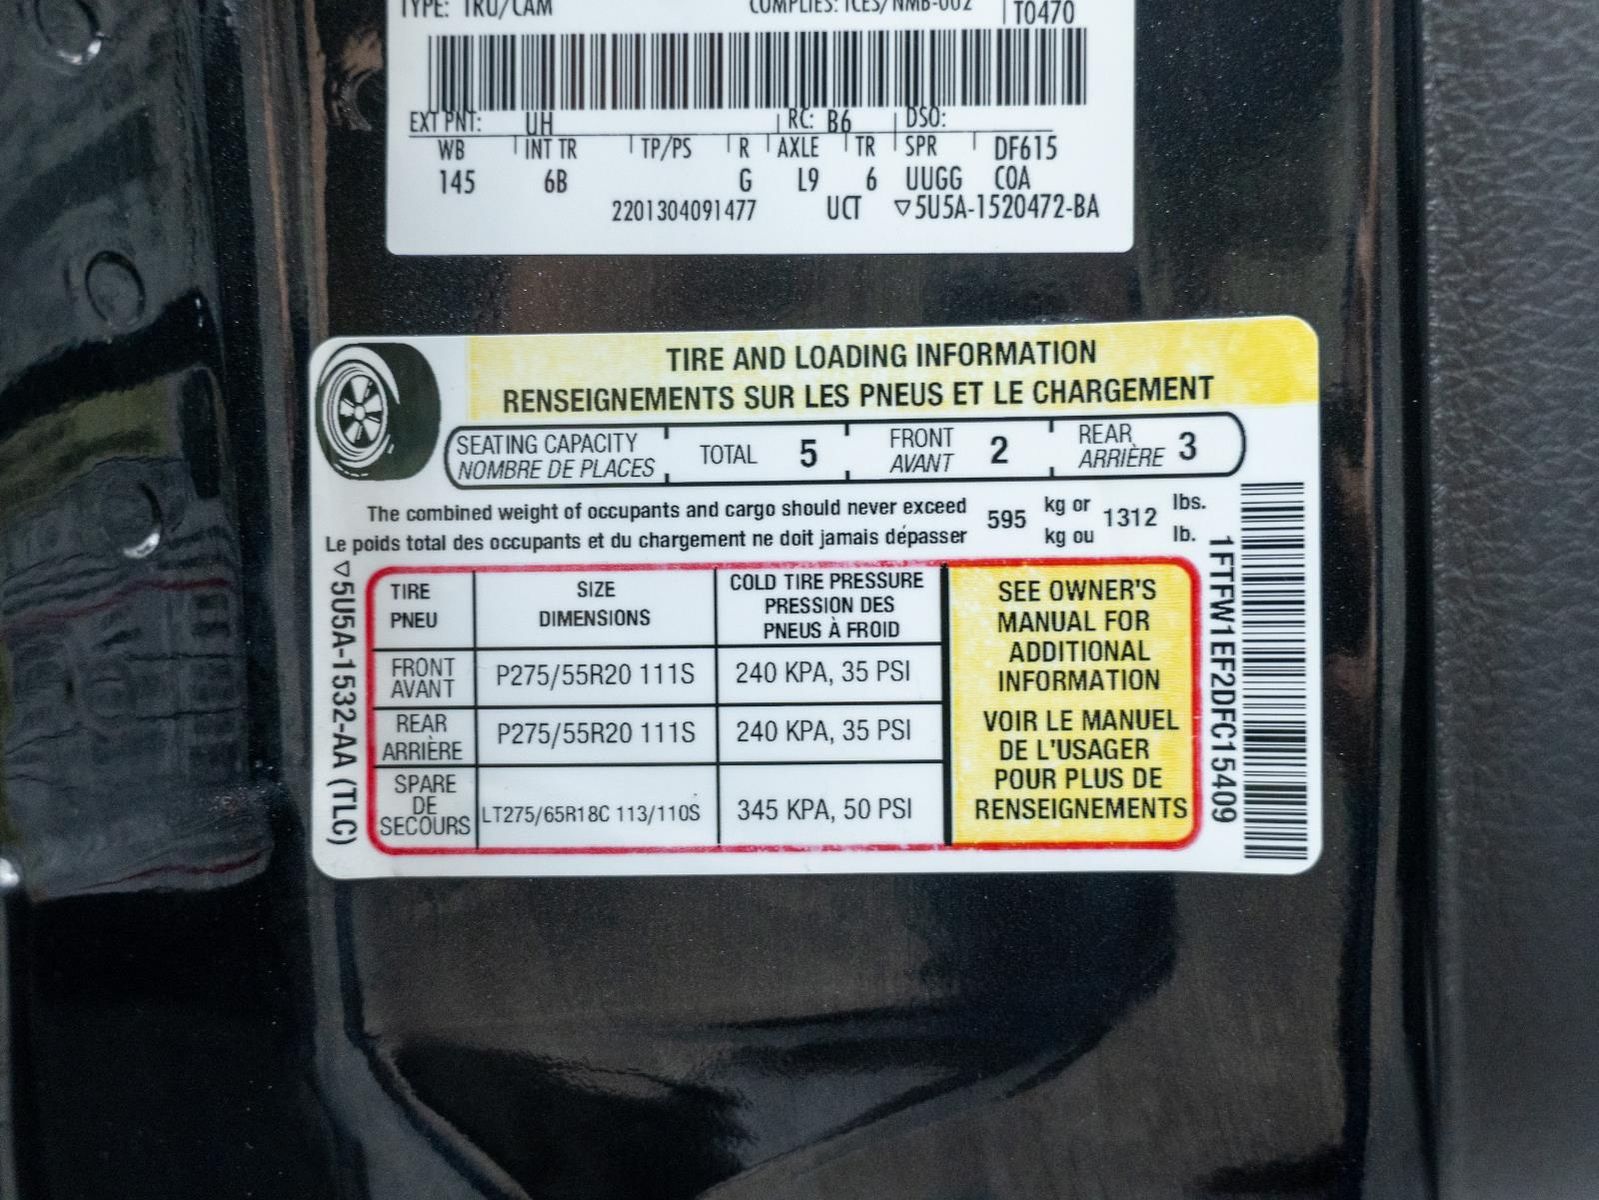 TYPE: TRU/CAM COMPLIES: ICES/NMB-002 T0470
EXT PNT: UH RC: B6 DSO:
WB INT TR TP/PS R AXLE TR SPR DF615
145 6B G L9 6 UUGG COA
2201304091477 UCT ▽5U5A-1520472-BA
TIRE AND LOADING INFORMATION
RENSEIGNEMENTS SUR LES PNEUS ET LE CHARGEMENT
SEATING CAPACITY
NOMBRE DE PLACES
TOTAL 5
FRONT
AVANT
2
REAR
ARRIÈRE
3
The combined weight of occupants and cargo should never exceed
Le poids total des occupants et du chargement ne doit jamais dépasser
595
kg or
kg ou
1312
lbs.
lb.
TIRE
PNEU
SIZE
DIMENSIONS
COLD TIRE PRESSURE
PRESSION DES
PNEUS À FROID
FRONT
AVANT
P275/55R20 111S
240 KPA, 35 PSI
REAR
ARRIÈRE
P275/55R20 111S
240 KPA, 35 PSI
SPARE
DE
SECOURS
LT275/65R18C 113/110S
345 KPA, 50 PSI
SEE OWNER'S
MANUAL FOR
ADDITIONAL
INFORMATION
VOIR LE MANUEL
DE L'USAGER
POUR PLUS DE
RENSEIGNEMENTS
▽5U5A-1532-AA (TLC)
1FTFW1EF2DFC15409